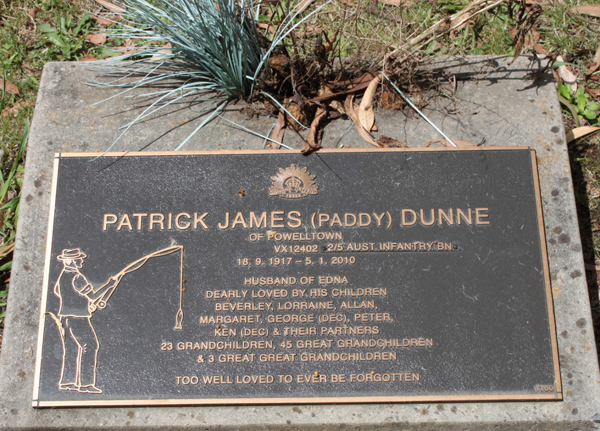 PATRICK JAMES (PADDY) DUNNE
OF POWELLTOWN
VX12402 2/5 AUST. INFANTRY BN.
18. 9. 1917 – 5. 1. 2010
HUSBAND OF EDNA
DEARLY LOVED BY HIS CHILDREN
BEVERLEY, LORRAINE, ALLAN,
MARGARET, GEORGE (DEC), PETER,
KEN (DEC) & THEIR PARTNERS
23 GRANDCHILDREN, 45 GREAT GRANDCHILDREN
& 3 GREAT GREAT GRANDCHILDREN
TOO WELL LOVED TO EVER BE FORGOTTEN